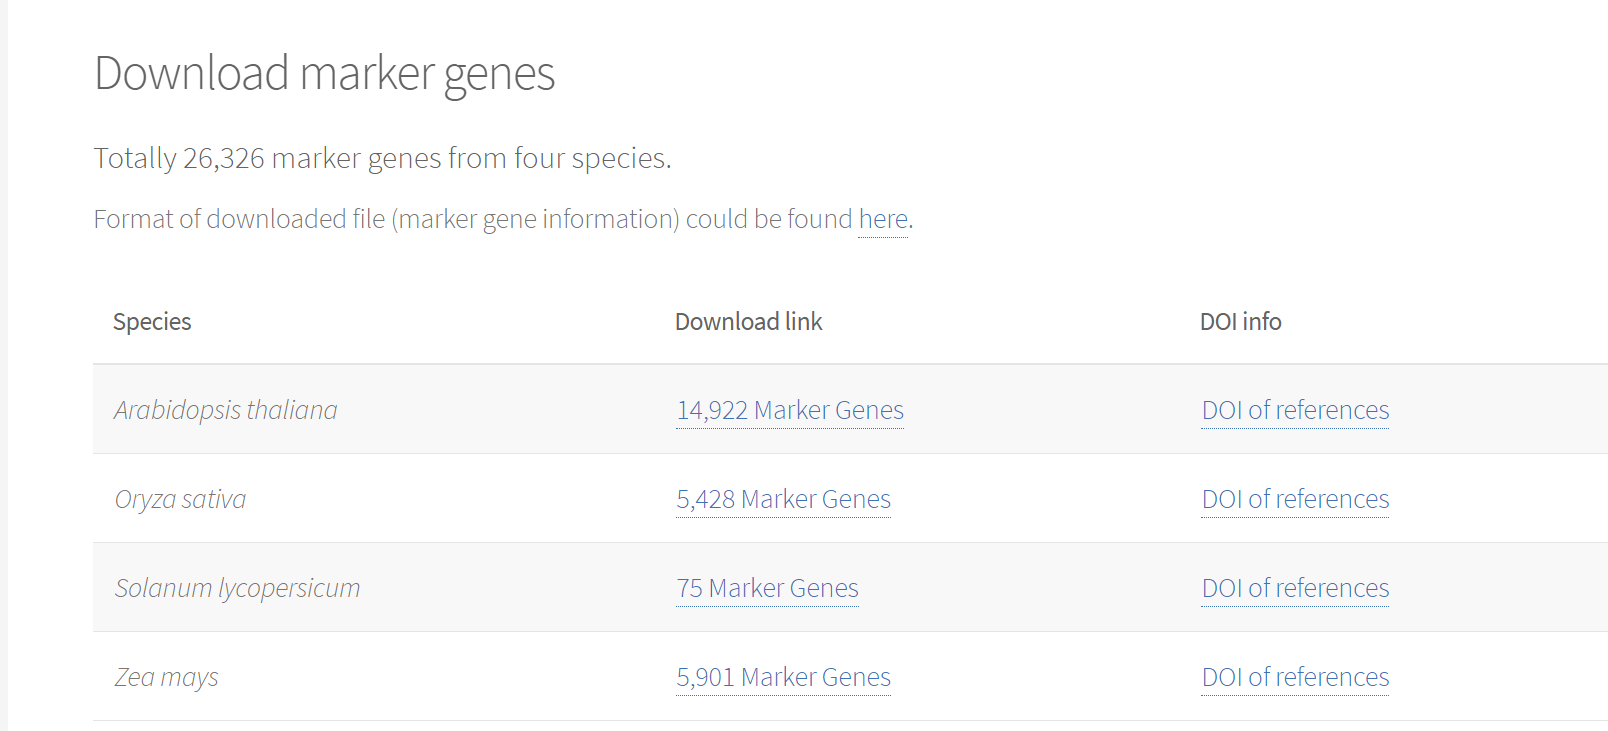 Download marker genes
Totally 26,326 marker genes from four species.
Format of downloaded file (marker gene information) could be found here.
Species Download link DOI info
Arabidopsis thaliana 14,922 Marker Genes DOI of references
Oryza sativa 5,428 Marker Genes DOI of references
Solanum lycopersicum 75 Marker Genes DOI of references
Zea mays 5,901 Marker Genes DOI of references